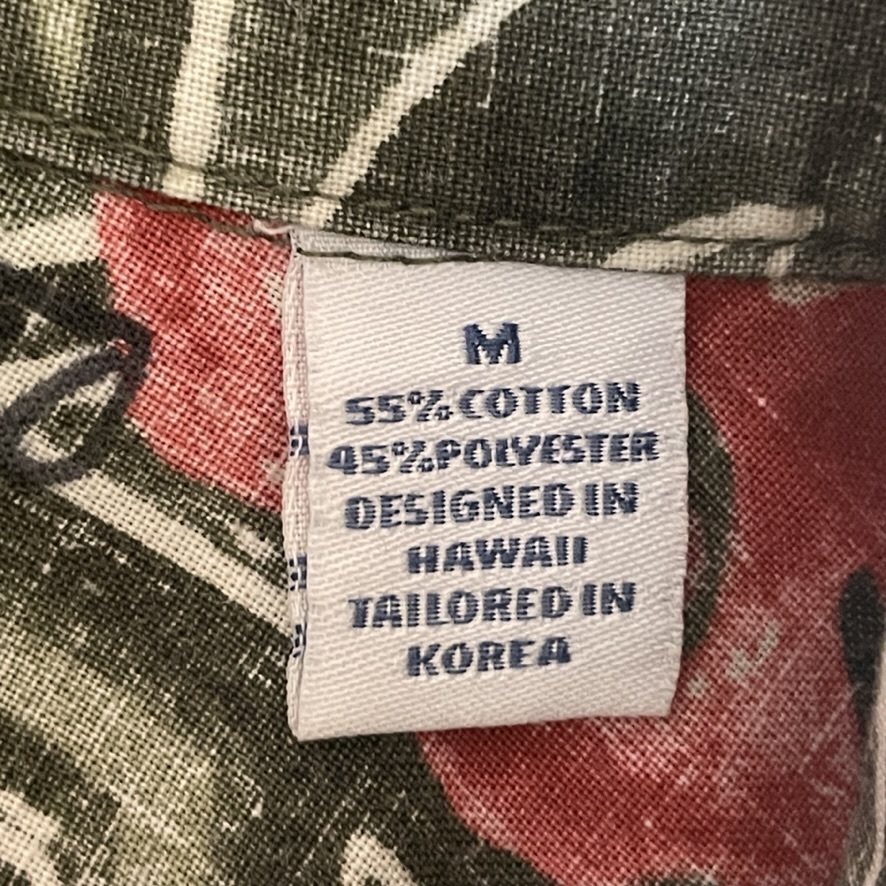 M
55% COTTON
45% POLYESTER
DESIGNED IN
HAWAII
TAILORED IN
KOREA